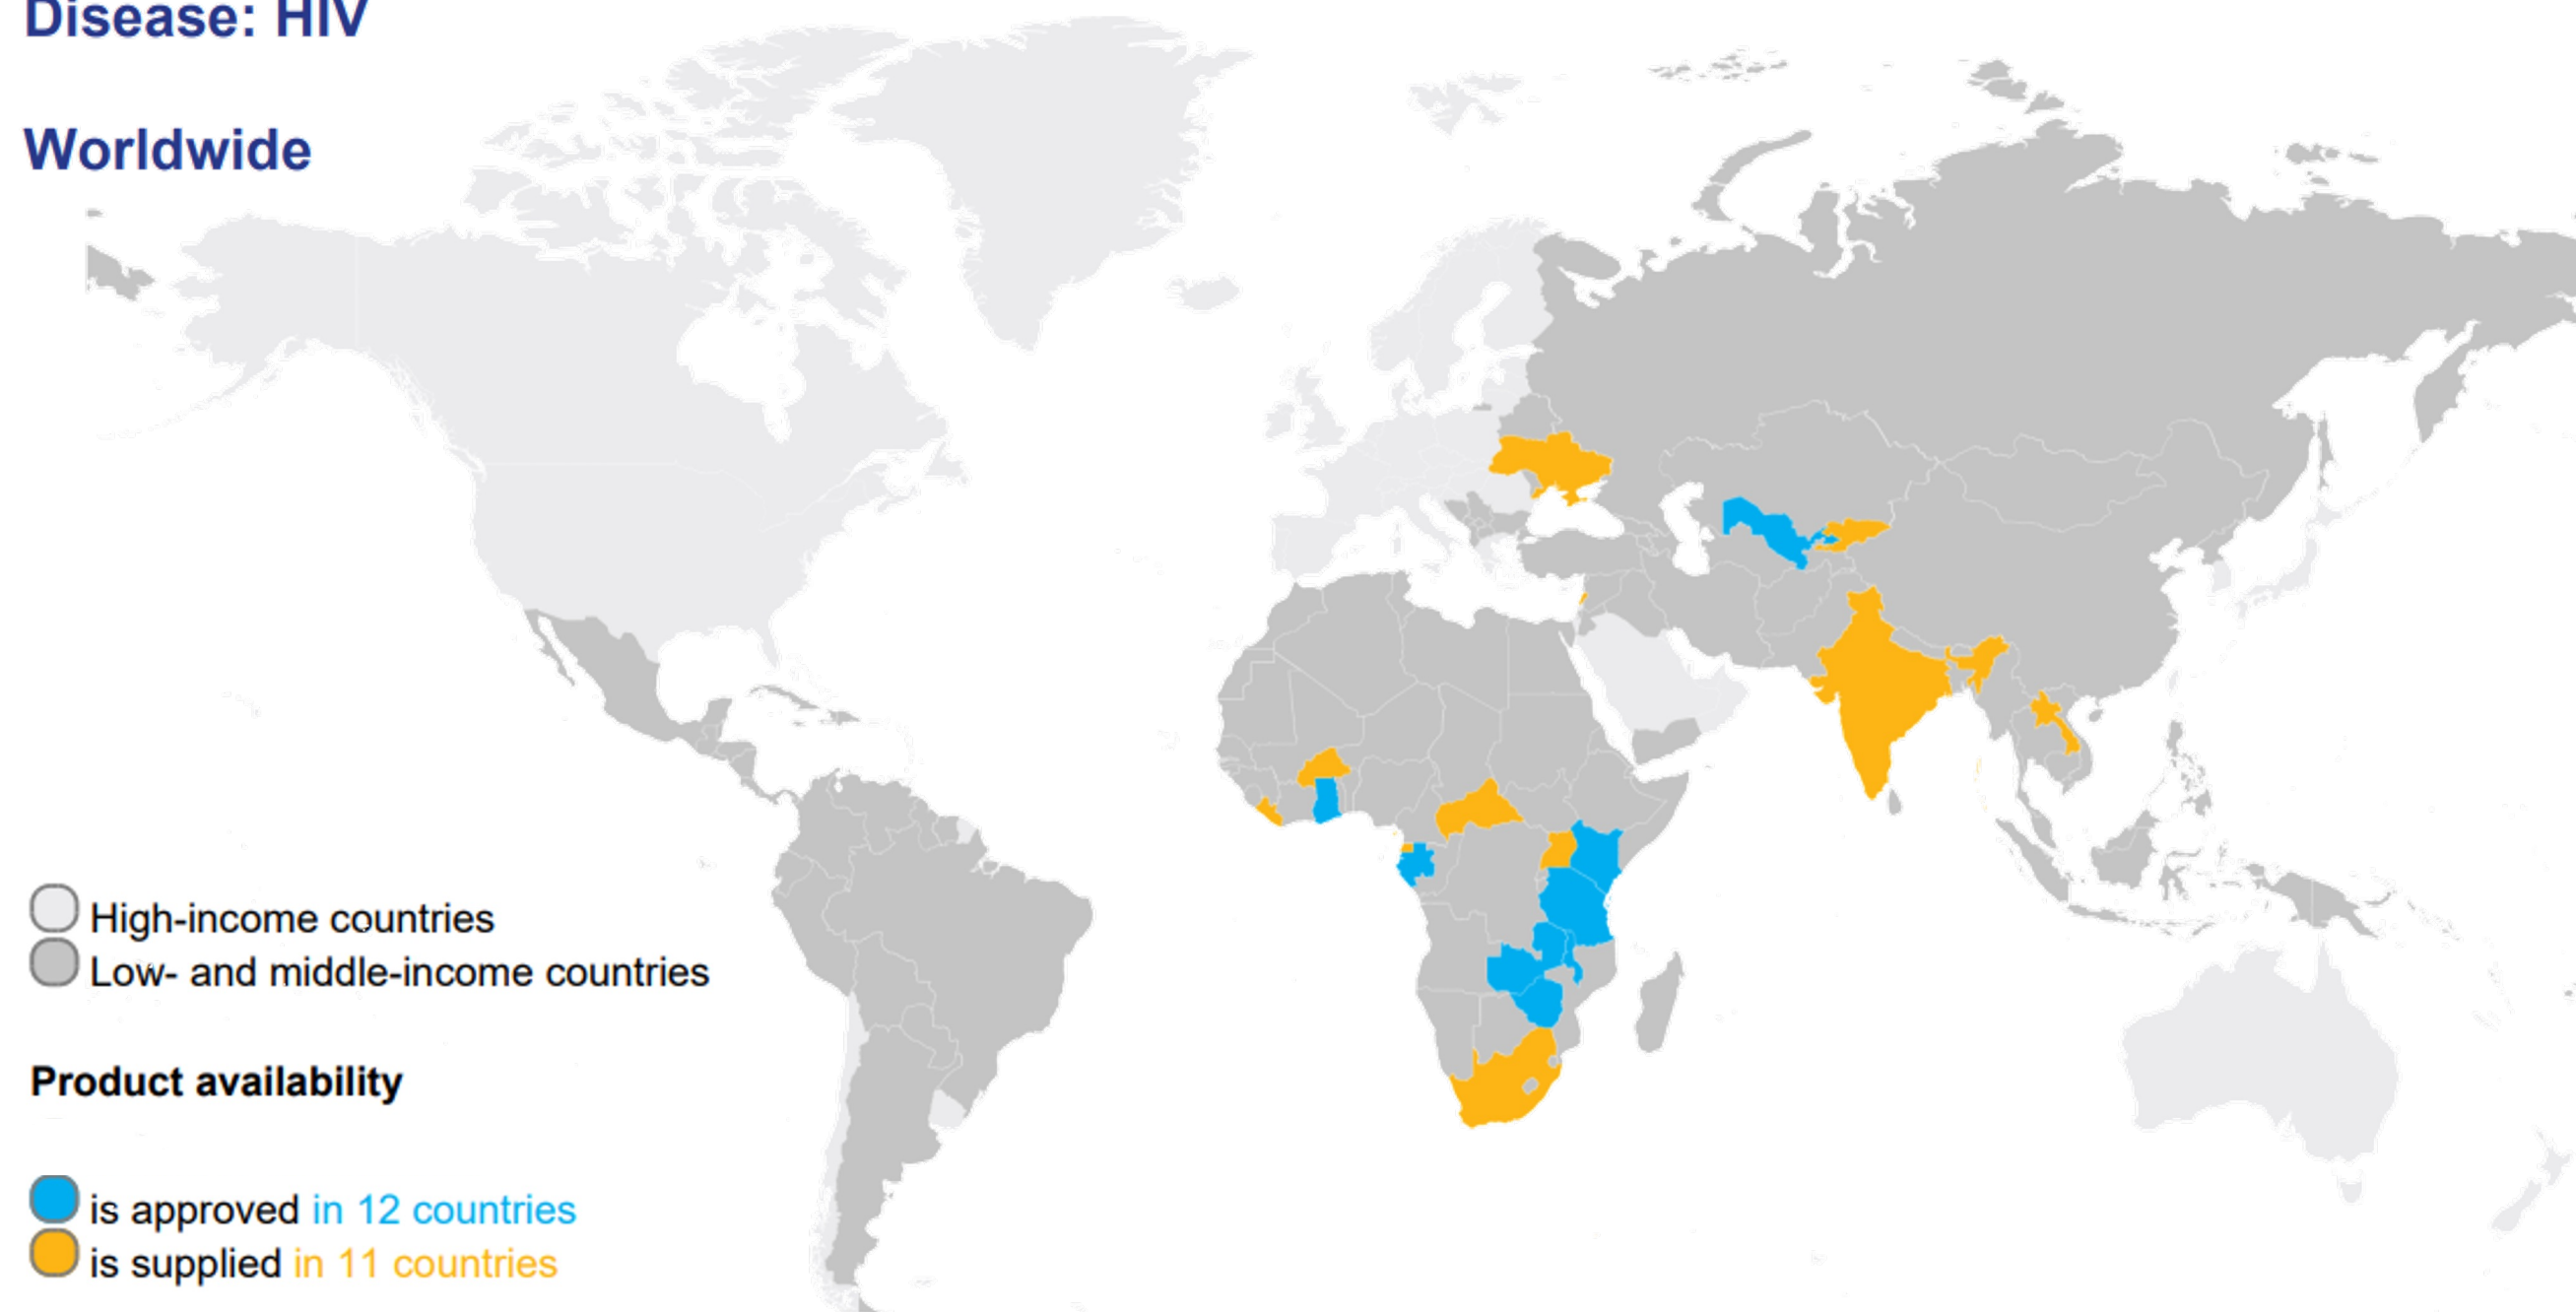 Disease: HIV
Worldwide
High-income countries
Low- and middle-income countries
Product availability
is approved in 12 countries
is supplied in 11 countries